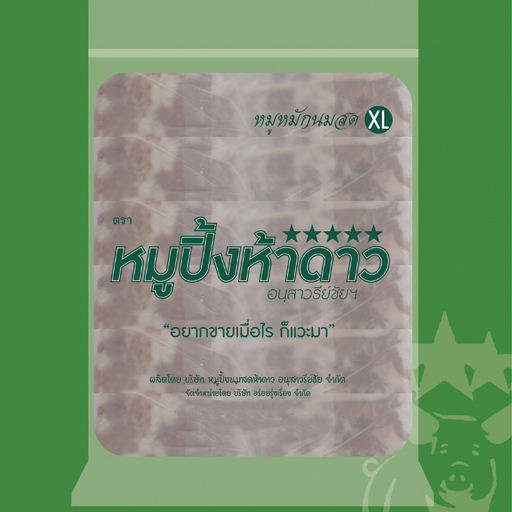 หมูหมักนมสด XL
ตรา
หมูปิ้งห้าดาว
อนุสาวรีย์ชัยฯ
“อยากขายเมื่อไร ก็แวะมา”
ผลิตโดย บริษัท หมูปิ้งนมสดห้าดาว อนุสาวรีย์ชัย จำกัด
จัดจำหน่ายโดย บริษัท อร่อยรุ่งเรือง จำกัด